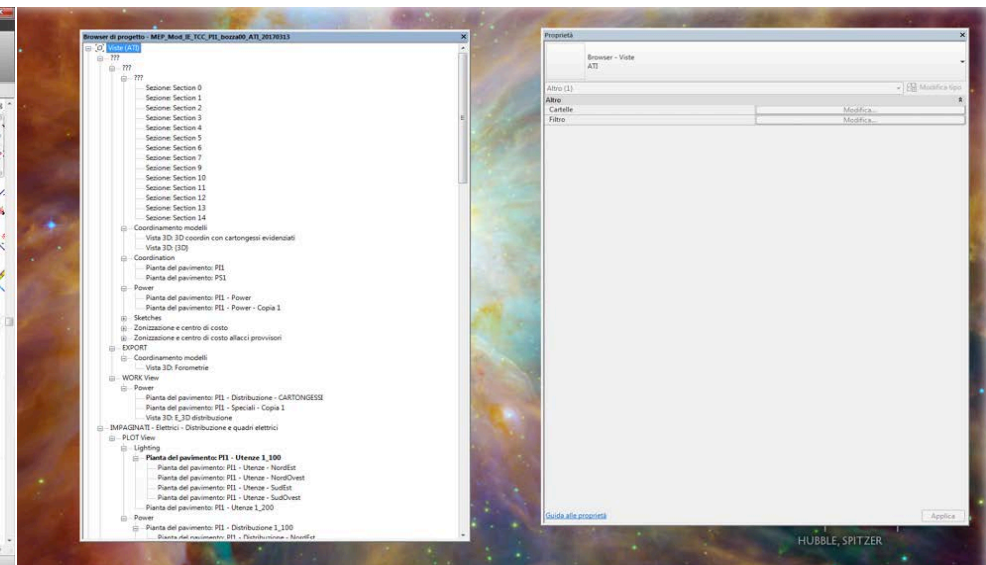 Browser di progetto - MEP_Mod_IE_TCC_PI1_bozza00_ATI_20170313
Viste (ATI)
???
???
???
Sezione: Section 0
Sezione: Section 1
Sezione: Section 2
Sezione: Section 3
Sezione: Section 4
Sezione: Section 5
Sezione: Section 6
Sezione: Section 7
Sezione: Section 9
Sezione: Section 10
Sezione: Section 11
Sezione: Section 12
Sezione: Section 13
Sezione: Section 14
Coordinamento modelli
Vista 3D: 3D coordin con cartongessi evidenziati
Vista 3D: {3D}
Coordination
Pianta del pavimento: PI1
Pianta del pavimento: PS1
Power
Pianta del pavimento: PI1 - Power
Pianta del pavimento: PI1 - Power - Copia 1
Sketches
Zonizzazione e centro di costo
Zonizzazione e centro di costo allacci provvisori
EXPORT
Coordinamento modelli
Vista 3D: Forometrie
WORK View
Power
Pianta del pavimento: PI1 - Distribuzione - CARTONGESSI
Pianta del pavimento: PI1 - Speciali - Copia 1
Vista 3D: E_3D distribuzione
IMPAGINATI - Elettrici - Distribuzione e quadri elettrici
PLOT View
Lighting
Pianta del pavimento: PI1 - Utenze 1_100
Pianta del pavimento: PI1 - Utenze - NordEst
Pianta del pavimento: PI1 - Utenze - NordOvest
Pianta del pavimento: PI1 - Utenze - SudEst
Pianta del pavimento: PI1 - Utenze - SudOvest
Pianta del pavimento: PI1 - Utenze 1_200
Power
Pianta del pavimento: PI1 - Distribuzione 1_100
Pianta del pavimento: PI1 - Distribuzione - NordEst
Proprietà
Browser - Viste
ATI
Altro (1)
Modifica tipo
Altro
Cartelle
Modifica...
Filtro
Modifica...
Guida alle proprietà
Applica
HUBBLE, SPITZER